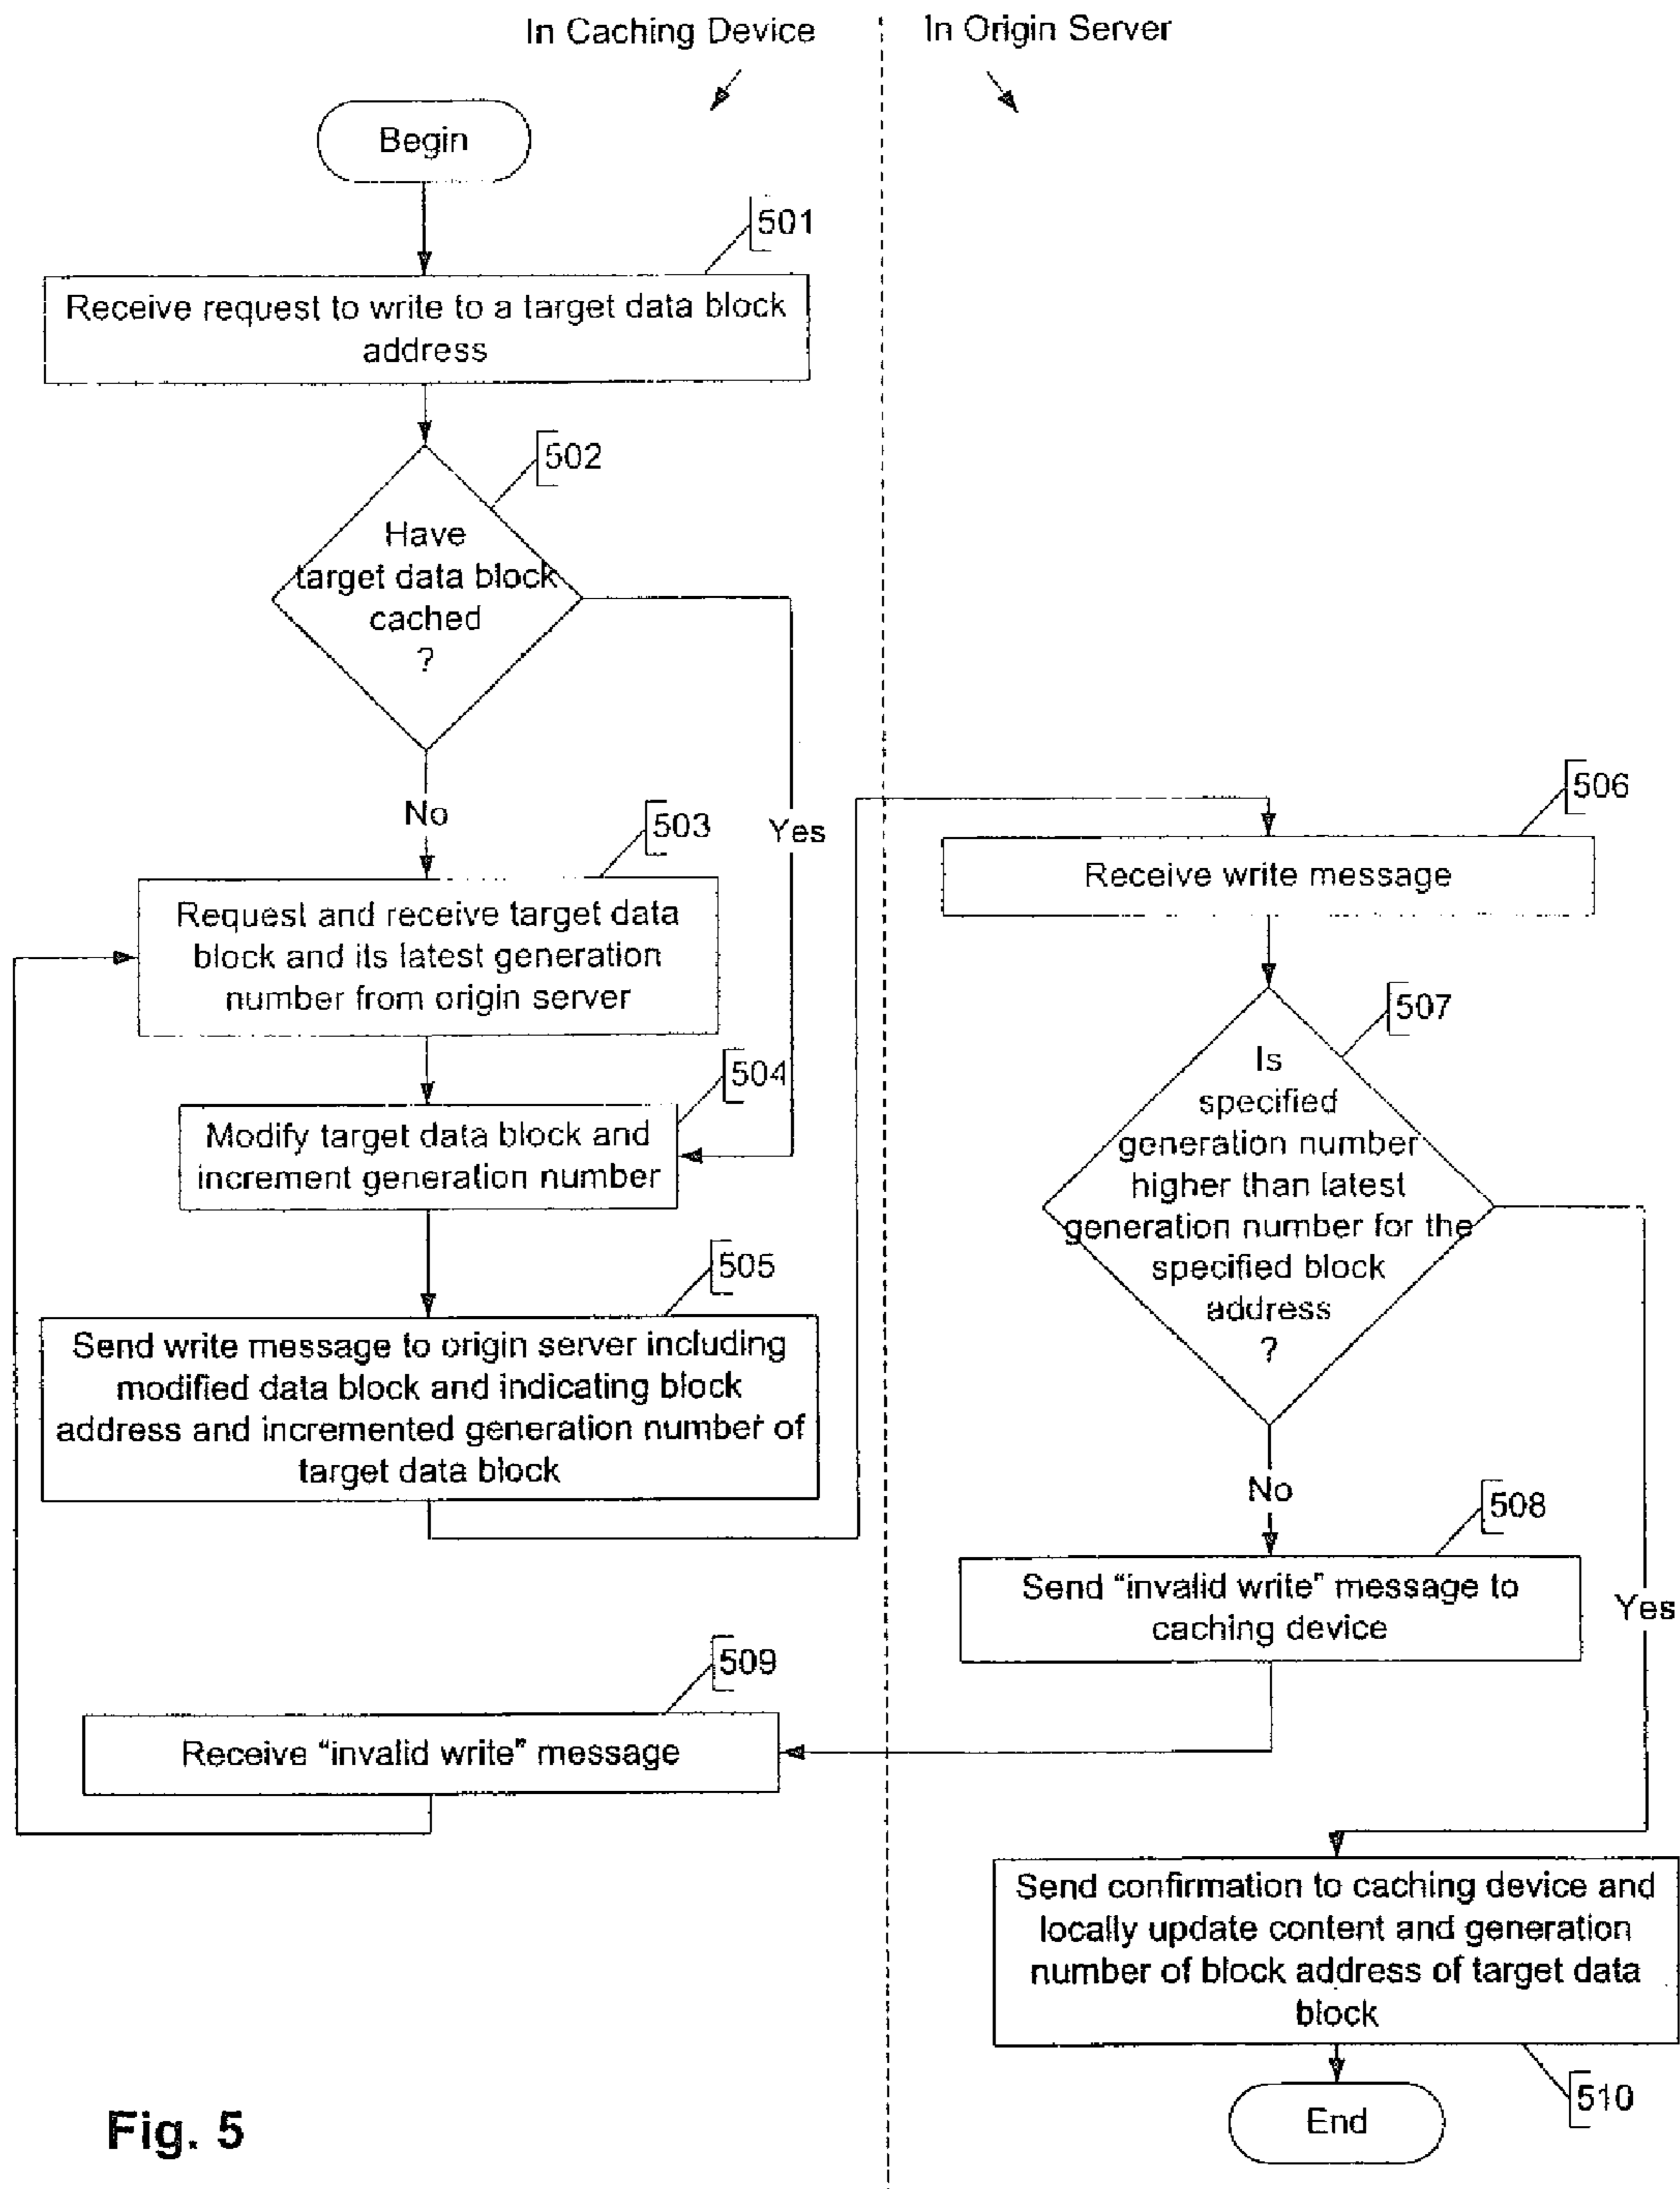 In Caching Device
In Origin Server
Begin
501
Receive request to write to a target data block
address
502
Have
target data block
cached
?
No
Yes
503
Request and receive target data
block and its latest generation
number from origin server
504
Modify target data block and
increment generation number
505
Send write message to origin server including
modified data block and indicating block
address and incremented generation number of
target data block
506
Receive write message
507
Is
specified
generation number
higher than latest
generation number for the
specified block
address
?
No
Yes
508
Send "invalid write" message to
caching device
509
Receive "invalid write" message
Send confirmation to caching device and
locally update content and generation
number of block address of target data
block
510
End
Fig. 5